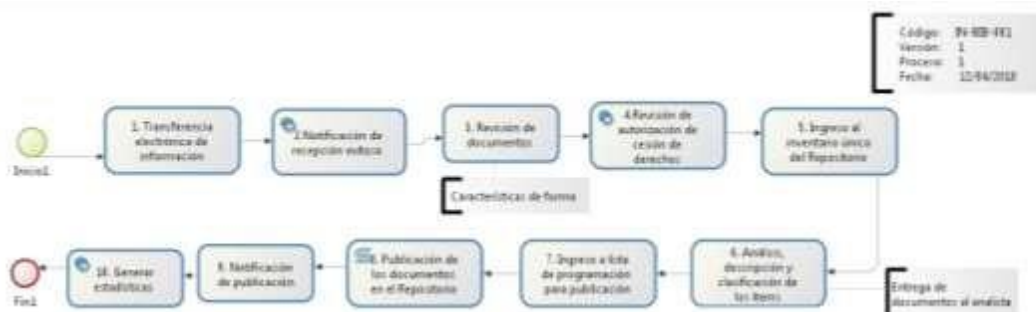 Código:
Versión: 1
Proceso: 1
Fecha: 12/04/2018
Inicio1
1. Transferencia
electrónica de
información
2.Notificación de
recepción exitosa
3. Revisión de
documentos
4.Revisión de
autorización de
cesión de
derechos
5. Ingreso al
inventario único
del Repositorio
Características de forma
Fin1
10. Generar
estadísticas
9. Notificación
de publicación
8. Publicación de
los documentos
en el Repositorio
7. Ingreso a lista
de programación
para publicación
6. Análisis,
descripción y
clasificación de
los ítems
Entrega de
documentos al analista